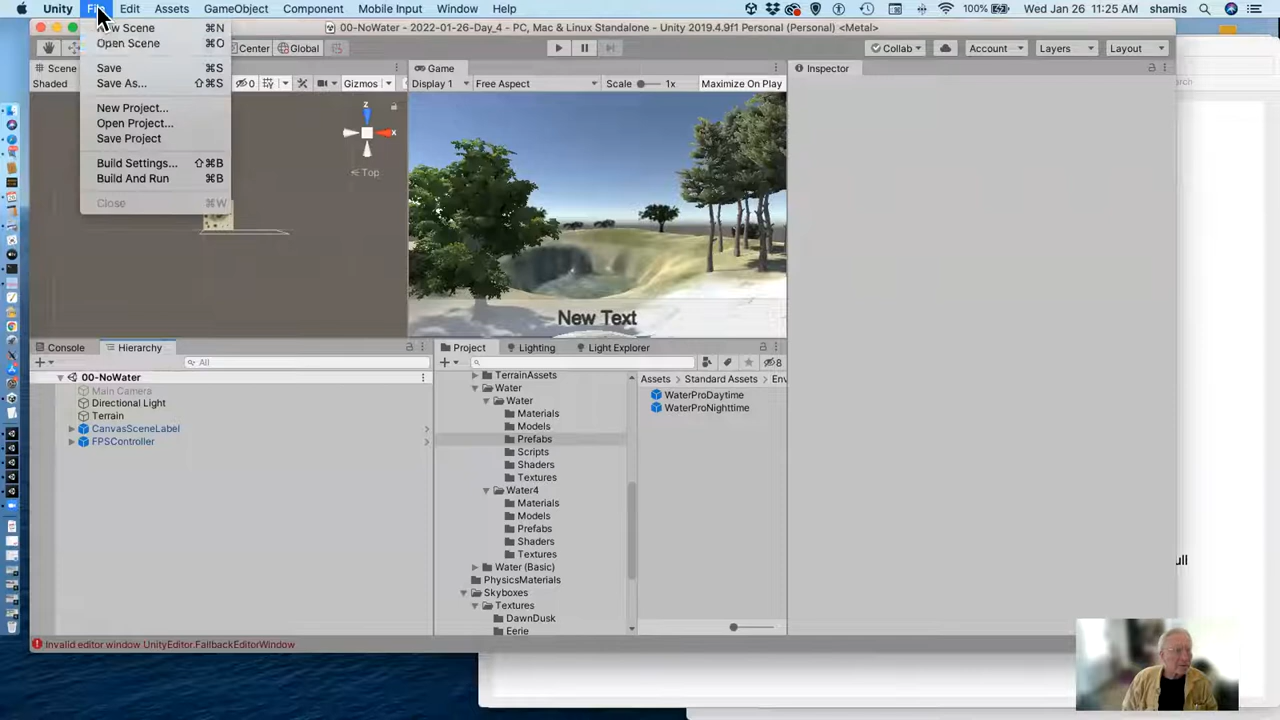 Unity File Edit Assets GameObject Component Mobile Input Window Help 100% Wed Jan 26 11:25 AM shamis
00-NoWater - 2022-01-26-Day_4 - PC, Mac & Linux Standalone - Unity 2019.4.9f1 Personal (Personal) <Metal>
Scene ⌘N
Open Scene ⌘O
Save ⌘S
Save As... ⇧⌘S
New Project...
Open Project...
Save Project
Build Settings... ⇧⌘B
Build And Run ⌘B
Close ⌘W
Center Global Collab Account Layers Layout
Scene
Shaded 0 Gizmos
z
x
Top
Game
Display 1 Free Aspect Scale 1x Maximize On Play
New Text
Inspector
Console Hierarchy
All
00-NoWater
Main Camera
Directional Light
Terrain
CanvasSceneLabel
FPSController
Project Lighting Light Explorer
8
TerrainAssets
Water
Water
Materials
Models
Prefabs
Scripts
Shaders
Textures
Water4
Materials
Models
Prefabs
Shaders
Textures
Water (Basic)
PhysicsMaterials
Skyboxes
Textures
DawnDusk
Eerie
Assets > Standard Assets > Env
WaterProDaytime
WaterProNighttime
Invalid editor window UnityEditor.FallbackEditorWindow
rch
ull